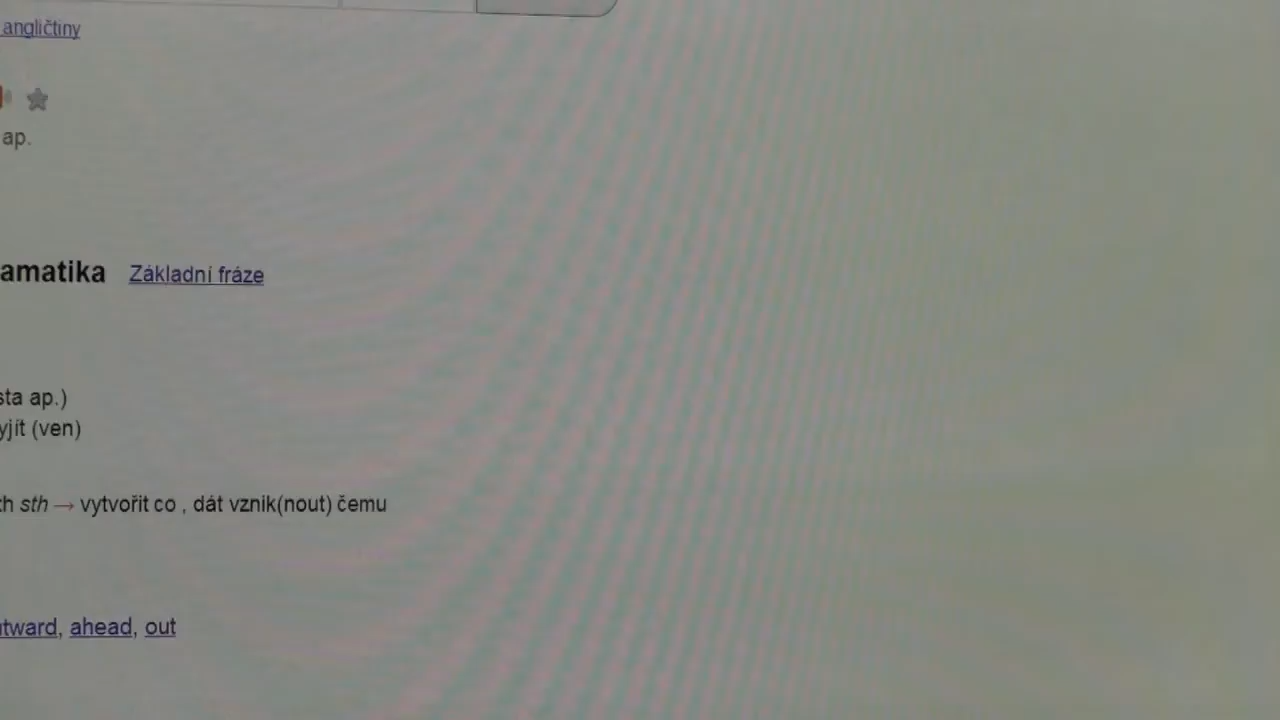 angličtiny
ap.
amatika Základní fráze
sta ap.)
yjít (ven)
th sth → vytvořit co , dát vznik(nout) čemu
tward, ahead, out